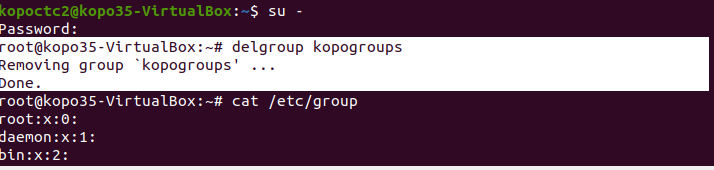 kopoctc2@kopo35-VirtualBox:~$ su -
Password:
root@kopo35-VirtualBox:~# delgroup kopogroups
Removing group `kopogroups' ...
Done.
root@kopo35-VirtualBox:~# cat /etc/group
root:x:0:
daemon:x:1:
bin:x:2: